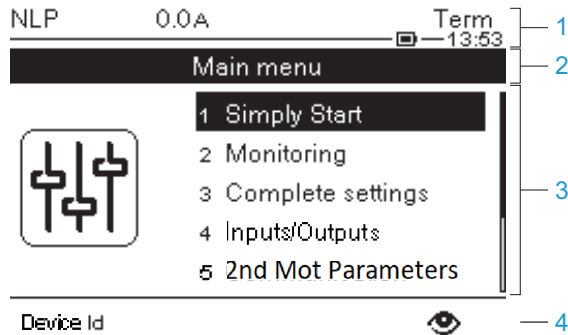 NLP 0.0A Term 1
13:53
Main menu 2
1 Simply Start
2 Monitoring
3 Complete settings 3
4 Inputs/Outputs
5 2nd Mot Parameters
Device Id 4